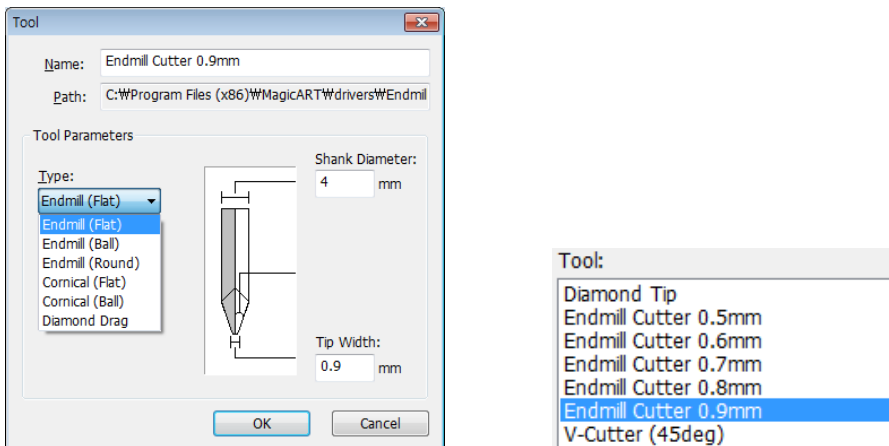 Tool
Name: Endmill Cutter 0.9mm
Path: C:₩Program Files (x86)₩MagicART₩drivers₩Endmil
Tool Parameters
Type:
Endmill (Flat)
Endmill (Flat)
Endmill (Ball)
Endmill (Round)
Cornical (Flat)
Cornical (Ball)
Diamond Drag
Shank Diameter:
4 mm
Tip Width:
0.9 mm
OK Cancel
Tool:
Diamond Tip
Endmill Cutter 0.5mm
Endmill Cutter 0.6mm
Endmill Cutter 0.7mm
Endmill Cutter 0.8mm
Endmill Cutter 0.9mm
V-Cutter (45deg)